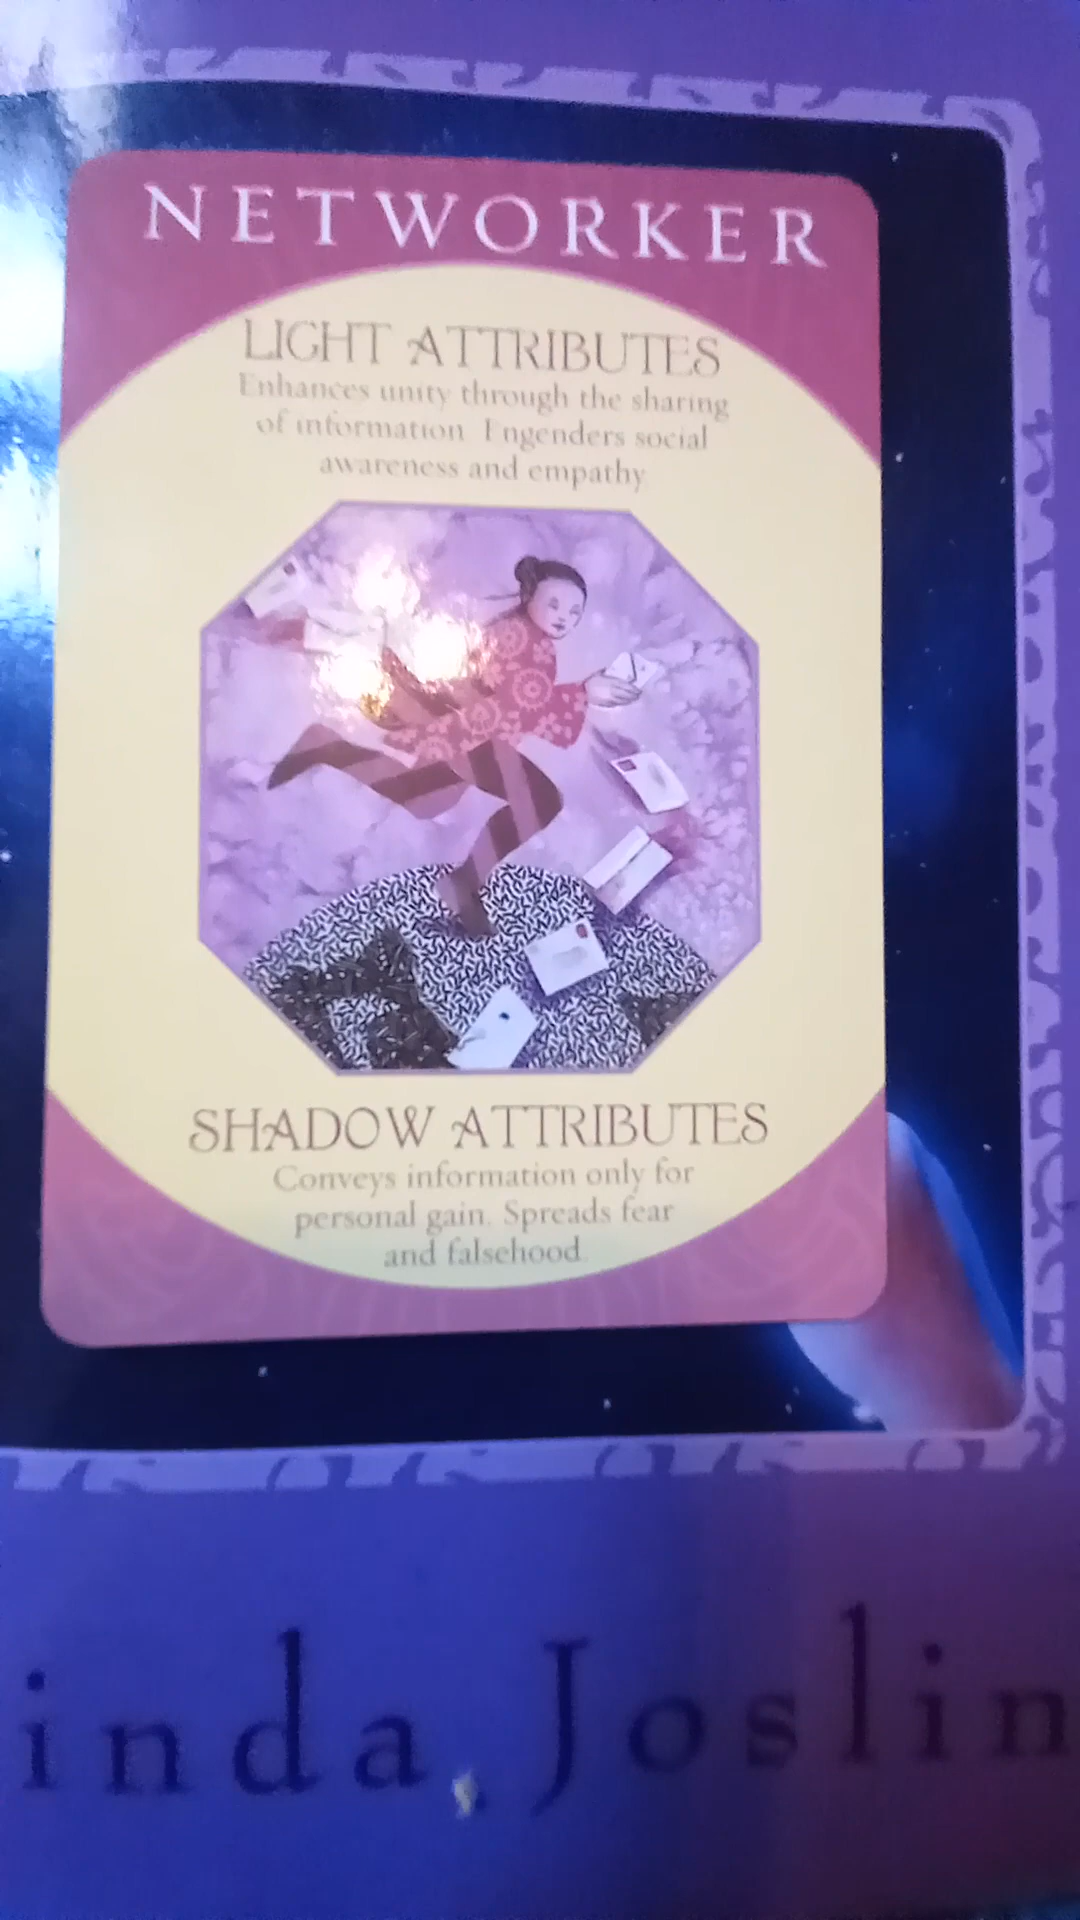 NETWORKER
LIGHT ATTRIBUTES
Enhances unity through the sharing
of information. Engenders social
awareness and empathy.
SHADOW ATTRIBUTES
Conveys information only for
personal gain. Spreads fear
and falsehood.
inda Joslin